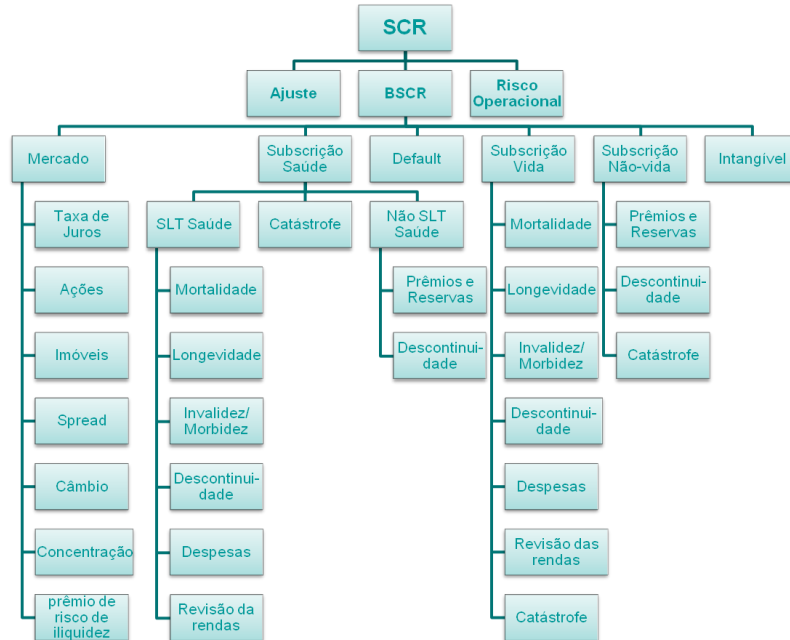 SCR
Ajuste
BSCR
Risco
Operacional
Mercado
Subscrição
Saúde
Default
Subscrição
Vida
Subscrição
Não-vida
Intangível
Taxa de
Juros
Ações
Imóveis
Spread
Câmbio
Concentração
prêmio de
risco de
iliquidez
SLT Saúde
Catástrofe
Não SLT
Saúde
Mortalidade
Longevidade
Invalidez/
Morbidez
Descontinui-
dade
Despesas
Revisão da
rendas
Prêmios e
Reservas
Descontinui-
dade
Mortalidade
Longevidade
Invalidez/
Morbidez
Descontinui-
dade
Despesas
Revisão das
rendas
Catástrofe
Prêmios e
Reservas
Descontinui-
dade
Catástrofe